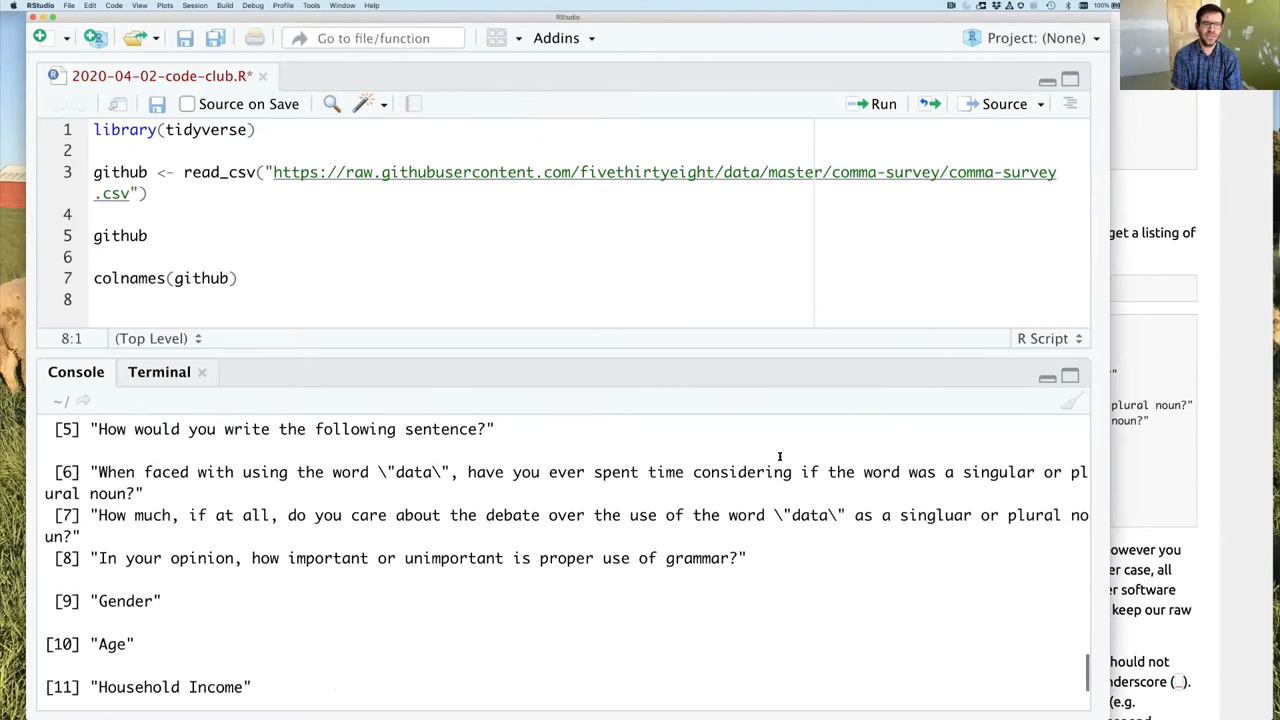 RStudio File Edit Code View Plots Session Build Debug Profile Tools Window Help 100%
RStudio
Go to file/function Addins Project: (None)
2020-04-02-code-club.R*
Source on Save Run Source
1 library(tidyverse)
2
3 github <- read_csv("https://raw.githubusercontent.com/fivethirtyeight/data/master/comma-survey/comma-survey
.csv")
4
5 github
6
7 colnames(github)
8
8:1 (Top Level) R Script
Console Terminal
~/
[5] "How would you write the following sentence?"
[6] "When faced with using the word \"data\", have you ever spent time considering if the word was a singular or pl
ural noun?"
[7] "How much, if at all, do you care about the debate over the use of the word \"data\" as a singluar or plural no
un?"
[8] "In your opinion, how important or unimportant is proper use of grammar?"
[9] "Gender"
[10] "Age"
[11] "Household Income"
get a listing of
"
plural noun?"
noun?"
owever you
er case, all
er software
keep our raw
hould not
nderscore (_).
(e.g.